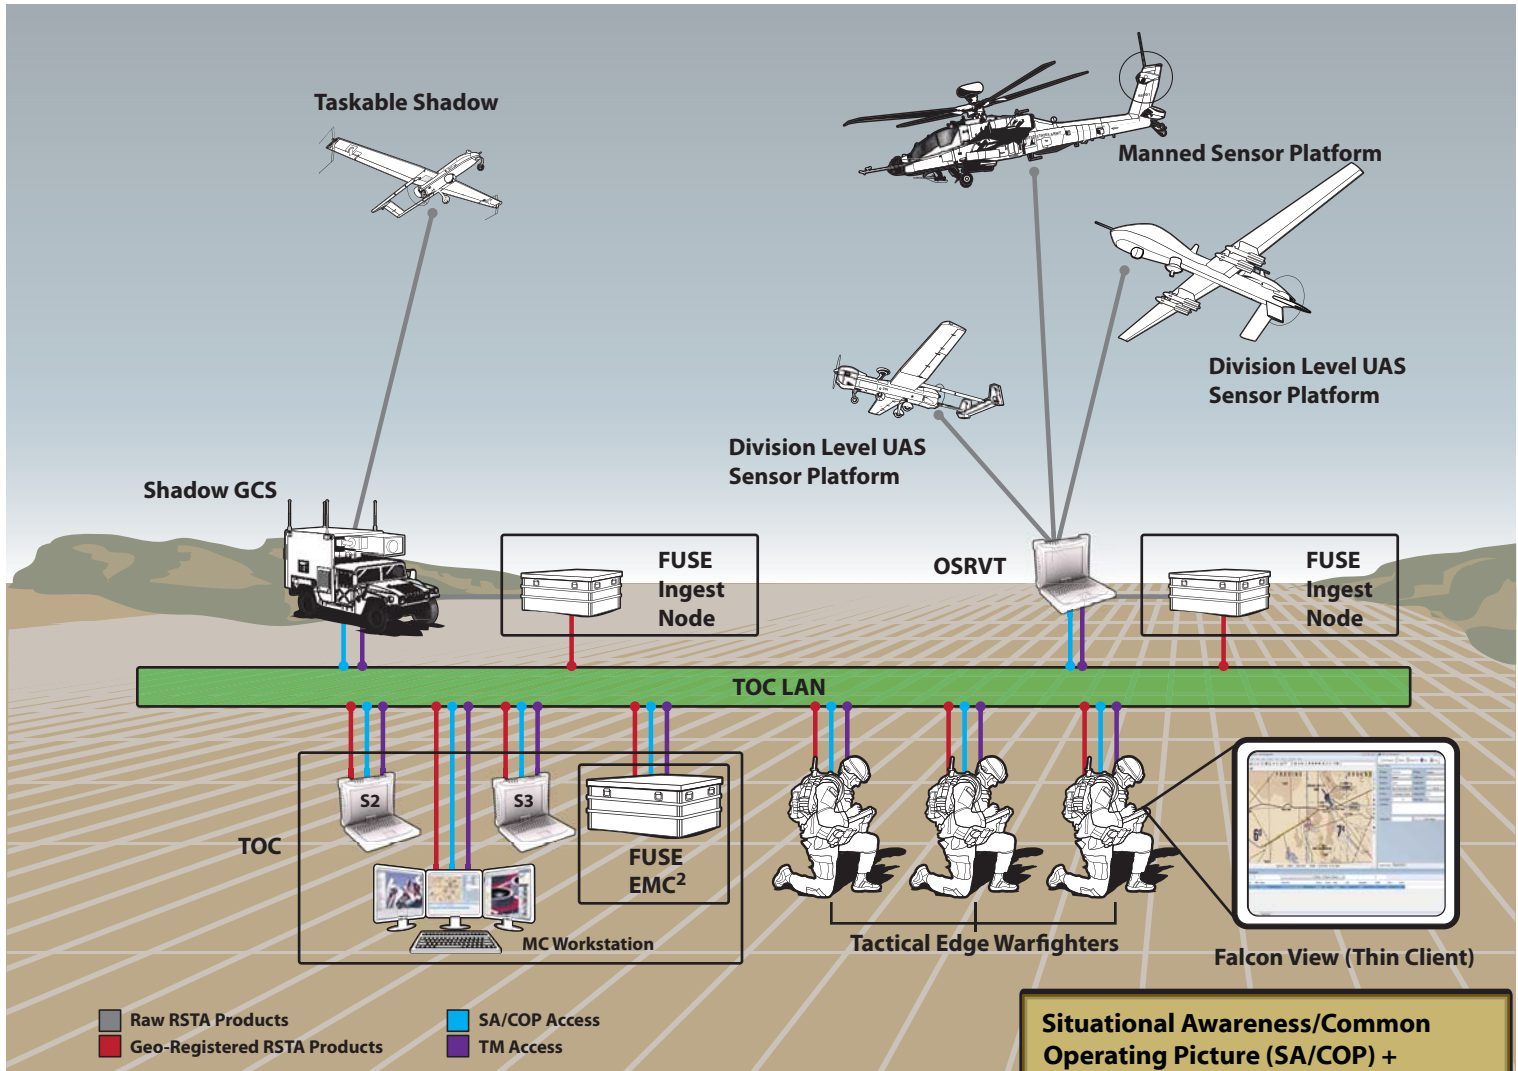 Taskable Shadow
Manned Sensor Platform
Division Level UAS
Sensor Platform
Division Level UAS
Sensor Platform
Shadow GCS
FUSE
Ingest
Node
OSRVT
FUSE
Ingest
Node
TOC LAN
S2
S3
TOC
FUSE
EMC²
MC Workstation
Tactical Edge Warfighters
Falcon View (Thin Client)
Raw RSTA Products
SA/COP Access
Geo-Registered RSTA Products
TM Access
Situational Awareness/Common
Operating Picture (SA/COP) +